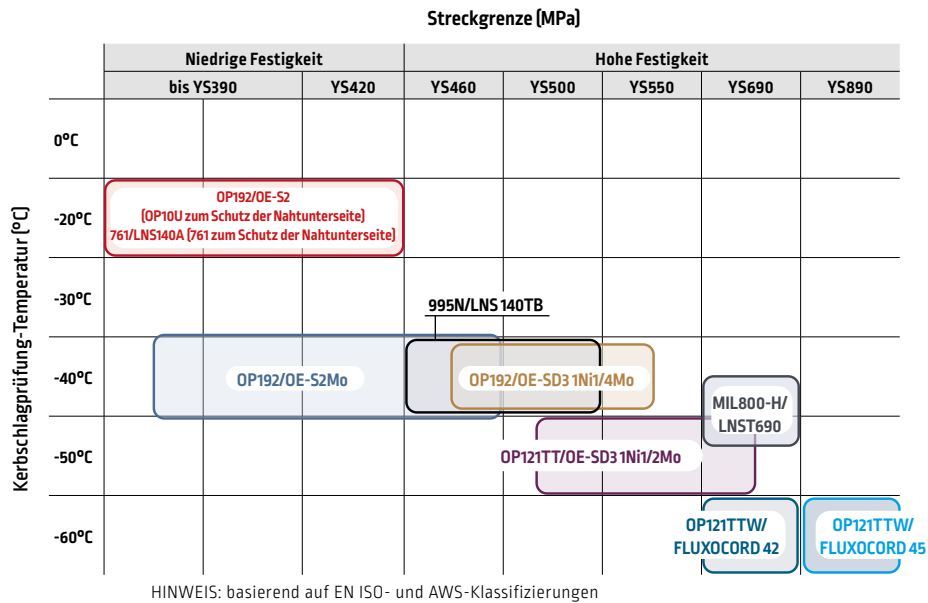 Streckgrenze (MPa)
Niedrige Festigkeit
Hohe Festigkeit
bis YS390
YS420
YS460
YS500
YS550
YS690
YS890
Kerbschlagprüfung-Temperatur (°C)
0°C
-20°C
OP192/OE-S2
(OP10U zum Schutz der Nahtunterseite)
761/LNS140A (761 zum Schutz der Nahtunterseite)
-30°C
995N/LNS 140TB
-40°C
OP192/OE-S2Mo
OP192/OE-SD3 1Ni1/4Mo
MIL800-H/
LNST690
-50°C
OP121TT/OE-SD3 1Ni1/2Mo
-60°C
OP121TTW/
FLUXOCORD 42
OP121TTW/
FLUXOCORD 45
HINWEIS: basierend auf EN ISO- und AWS-Klassifizierungen